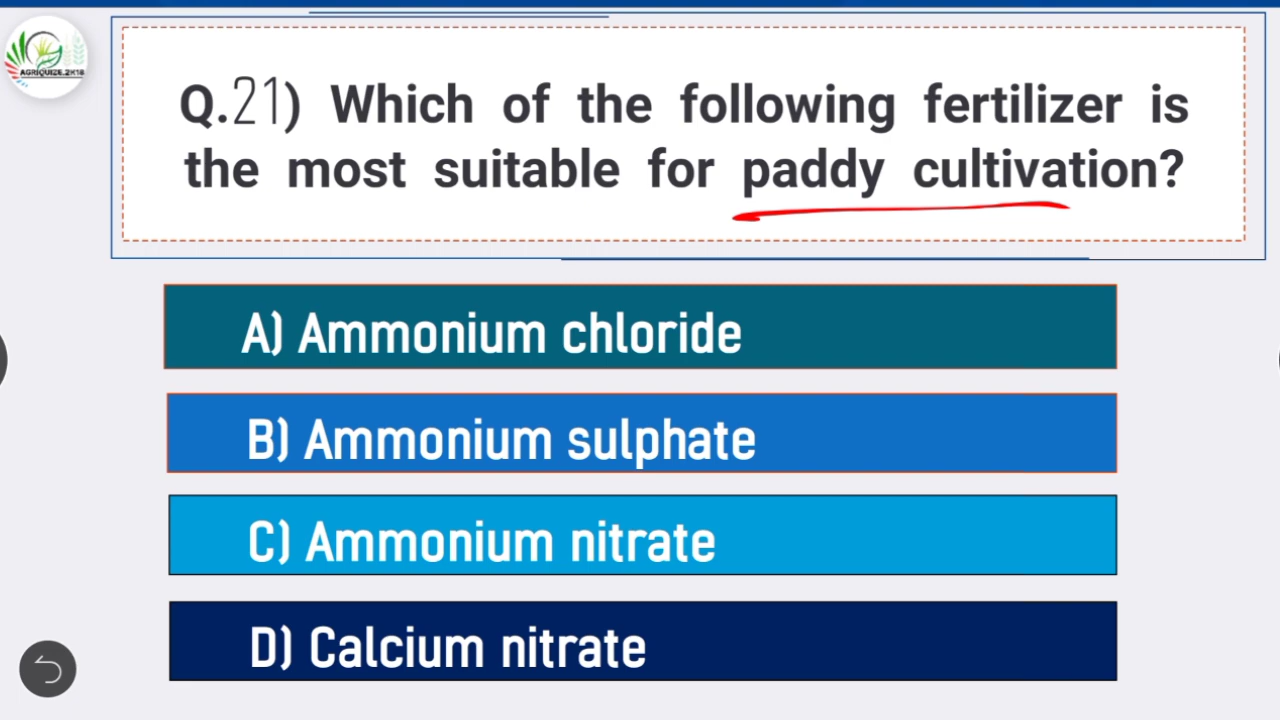 AGRIQUIZE.2K18
Q.21) Which of the following fertilizer is
the most suitable for paddy cultivation?
A) Ammonium chloride
B) Ammonium sulphate
C) Ammonium nitrate
D) Calcium nitrate